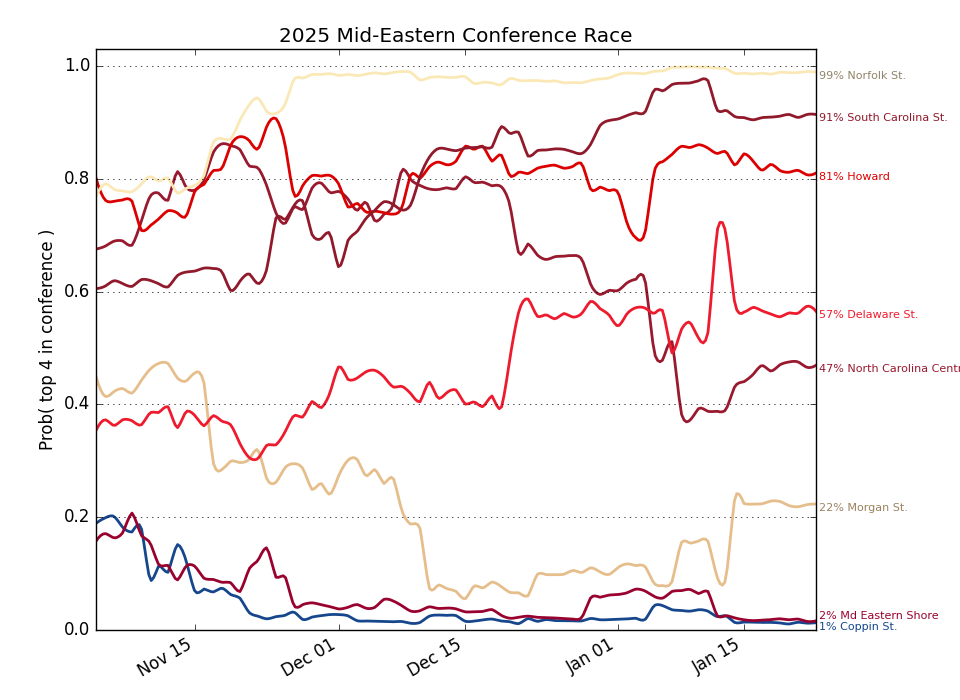 2025 Mid-Eastern Conference Race
1.0
0.8
0.6
0.4
0.2
0.0
Prob( top 4 in conference )
99% Norfolk St.
91% South Carolina St.
81% Howard
57% Delaware St.
47% North Carolina Centr
22% Morgan St.
2% Md Eastern Shore
1% Coppin St.
Nov 15
Dec 01
Dec 15
Jan 01
Jan 15